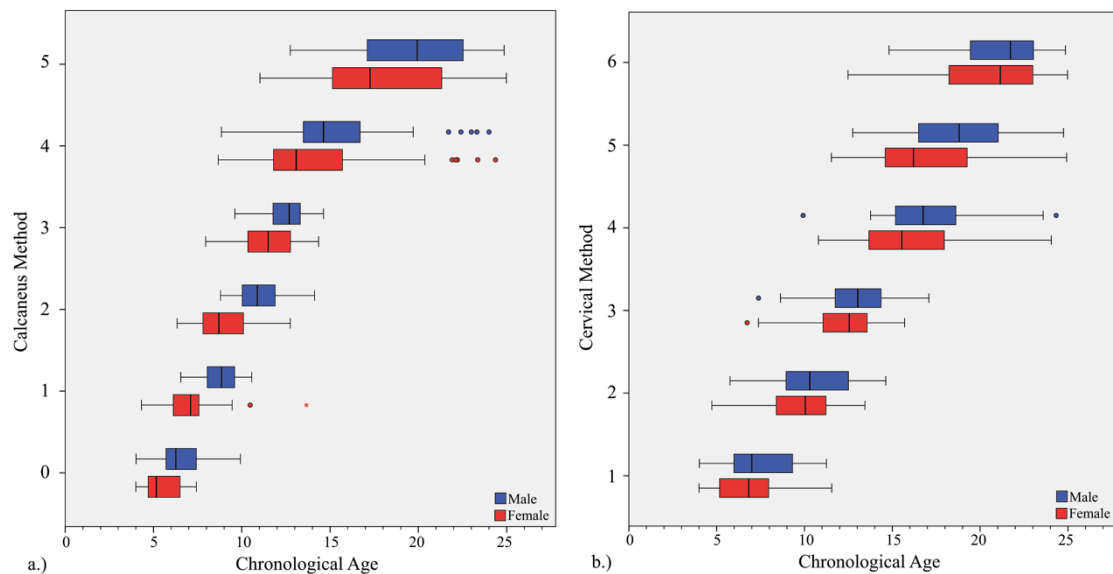 5
4
3
2
1
0
Calcaneus Method
Male
Female
0 5 10 15 20 25
Chronological Age
a.)
6
5
4
3
2
1
Cervical Method
Male
Female
0 5 10 15 20 25
Chronological Age
b.)